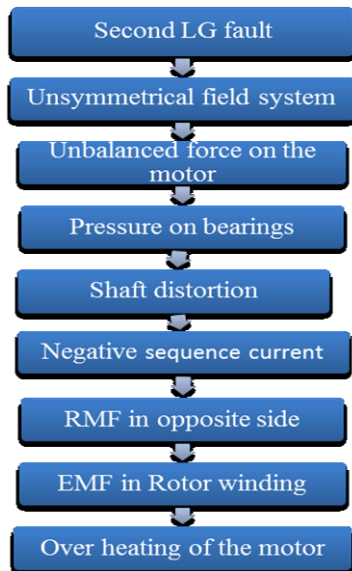 Second LG fault
Unsymmetrical field system
Unbalanced force on the
motor
Pressure on bearings
Shaft distortion
Negative sequence current
RMF in opposite side
EMF in Rotor winding
Over heating of the motor